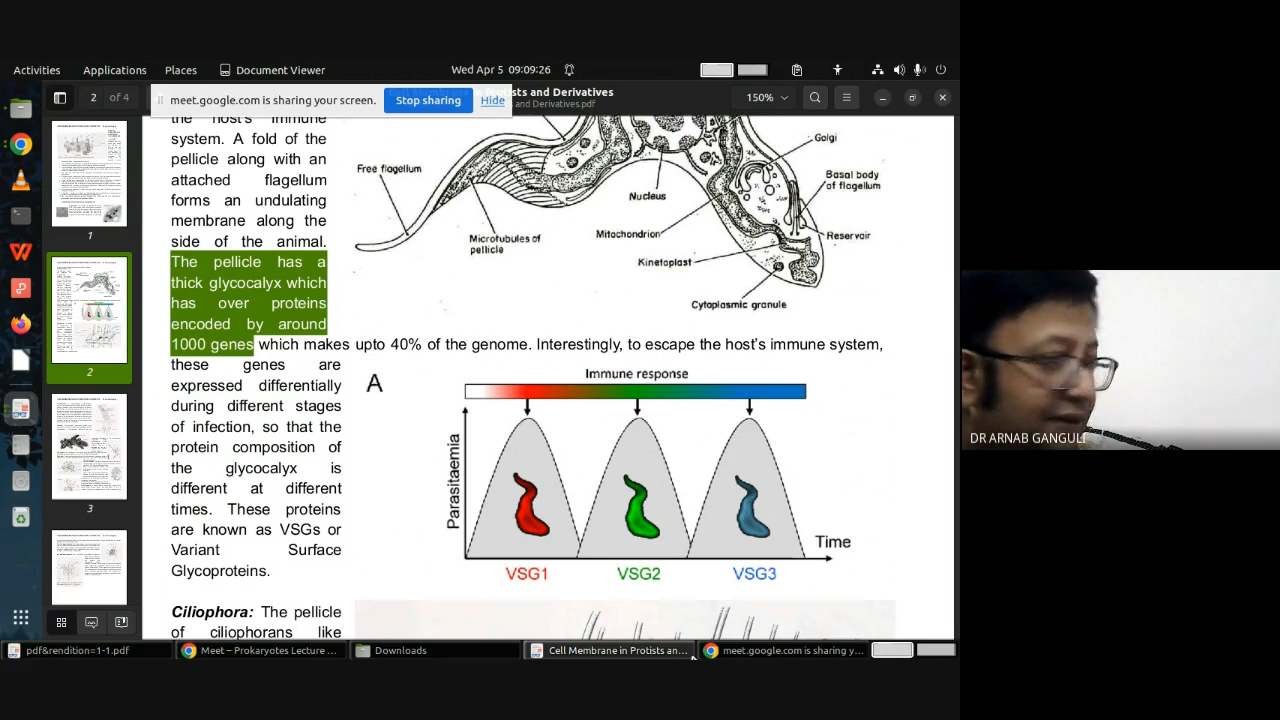 Activities
Applications
Places
Document Viewer
Wed Apr 5 09:09:26
2 of 4
meet.google.com is sharing your screen.
Stop sharing
Hide
sts and Derivatives
and Derivatives.pdf
150%
1
2
3
the host's immune
system. A fold of the
pellicle along with an
attached flagellum
forms an undulating
membrane along the
side of the animal.
The pellicle has a
thick glycocalyx which
has over proteins
encoded by around
1000 genes which makes upto 40% of the genome. Interestingly, to escape the host's immune system,
these genes are
expressed differentially
during different stages
of infection, so that the
protein composition of
the glycocalyx is
different at different
times. These proteins
are known as VSGs or
Variant Surface
Glycoproteins.
Ciliophora: The pellicle
of ciliophorans like
Free flagellum
Microtubules of
pellicle
Nucleus
Mitochondrion
Kinetoplast
Cytoplasmic granule
Golgi
Basal body
of flagellum
Reservoir
A
Immune response
Parasitaemia
Time
VSG1
VSG2
VSG3
pdf&rendition=1-1.pdf
Meet – Prokaryotes Lecture ...
Downloads
Cell Membrane in Protists an...
meet.google.com is sharing y...
DR ARNAB GANGULI